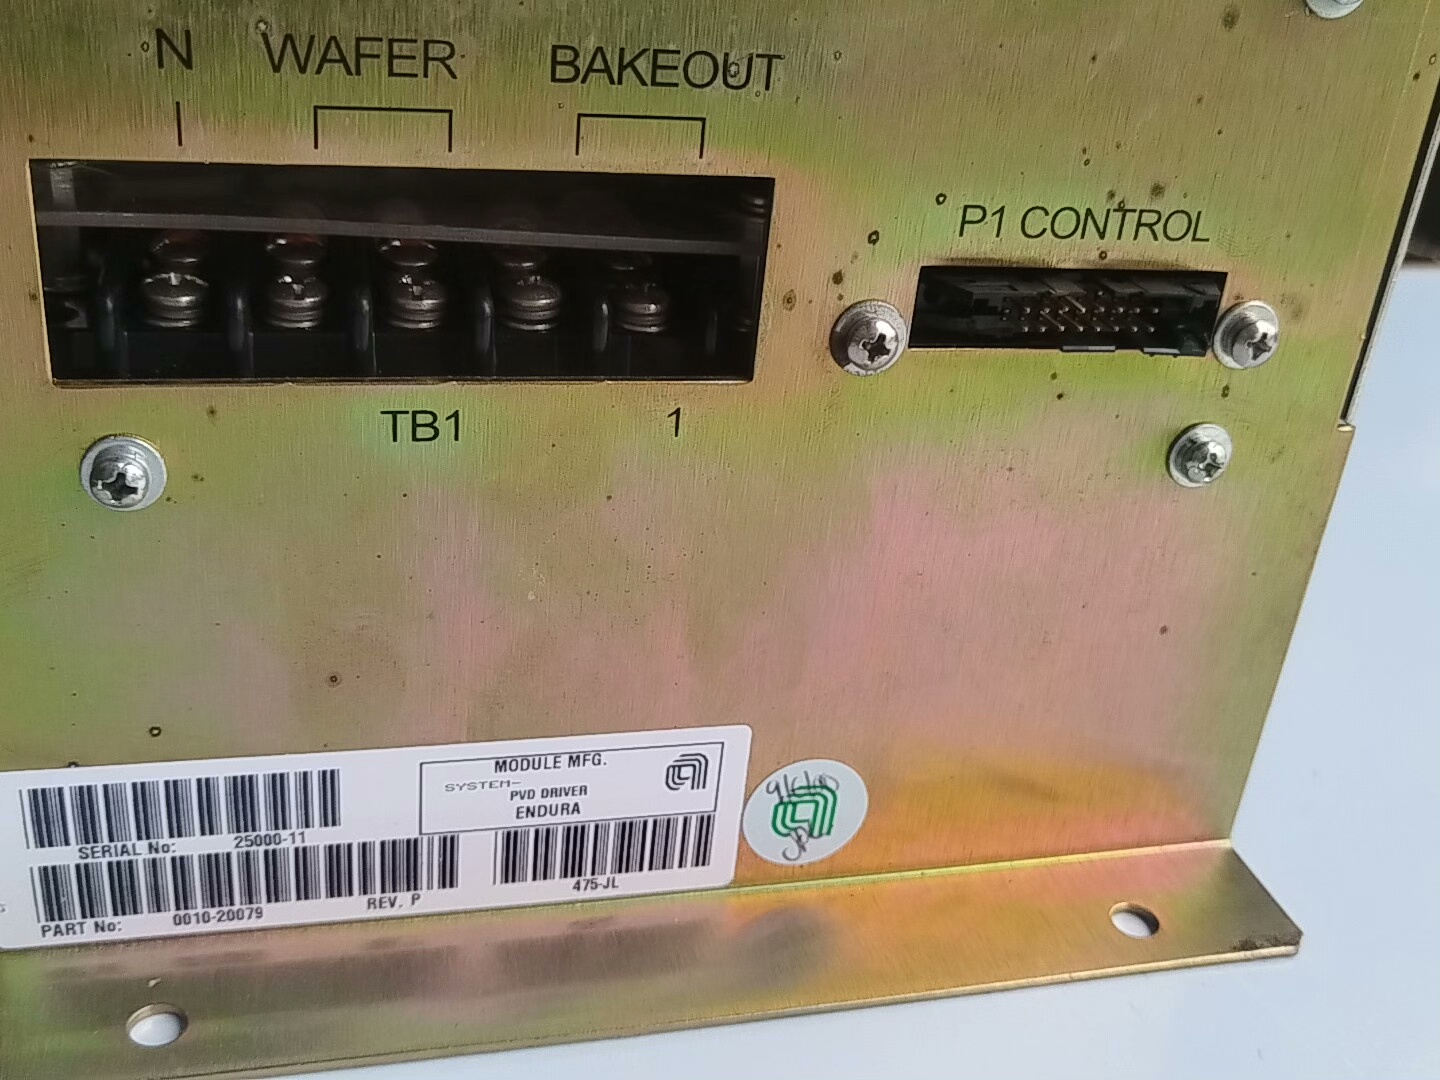 N WAFER BAKEOUT
P1 CONTROL
TB1 1
MODULE MFG.
SYSTEM-
PVD DRIVER
ENDURA
SERIAL No: 25000-11
475-JL
PART No: 0010-20079 REV. P